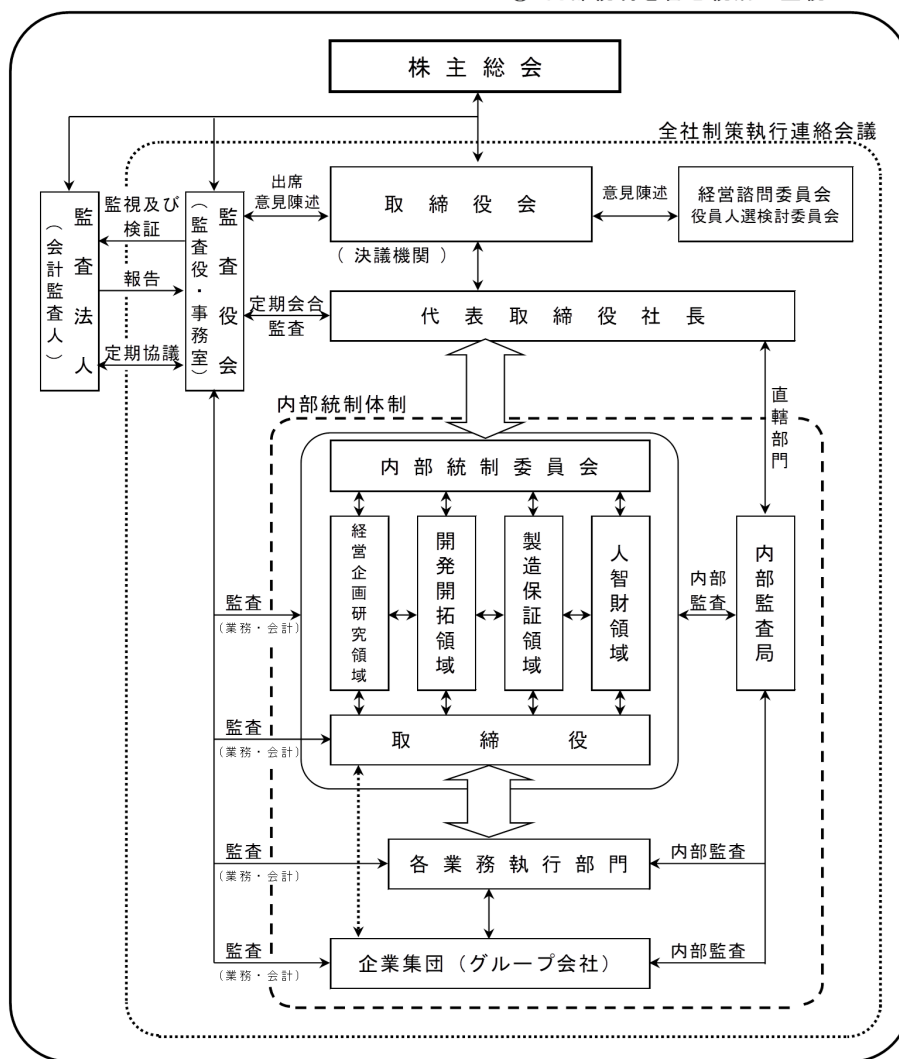 株主総会
全社制策執行連絡会議
監査法人
(会計監査人)
監視及び
検証
報告
定期協議
監査役会
(監査役・事務室)
出席
意見陳述
取締役会
(決議機関)
意見陳述
経営諮問委員会
役員人選検討委員会
定期会合
監査
代表取締役社長
直轄部門
内部統制体制
内部統制委員会
経営企画研究領域
開発開拓領域
製造保証領域
人智財領域
内部
監査
内部監査局
監査
(業務・会計)
取締役
監査
(業務・会計)
監査
(業務・会計)
各業務執行部門
内部監査
監査
(業務・会計)
企業集団(グループ会社)
内部監査